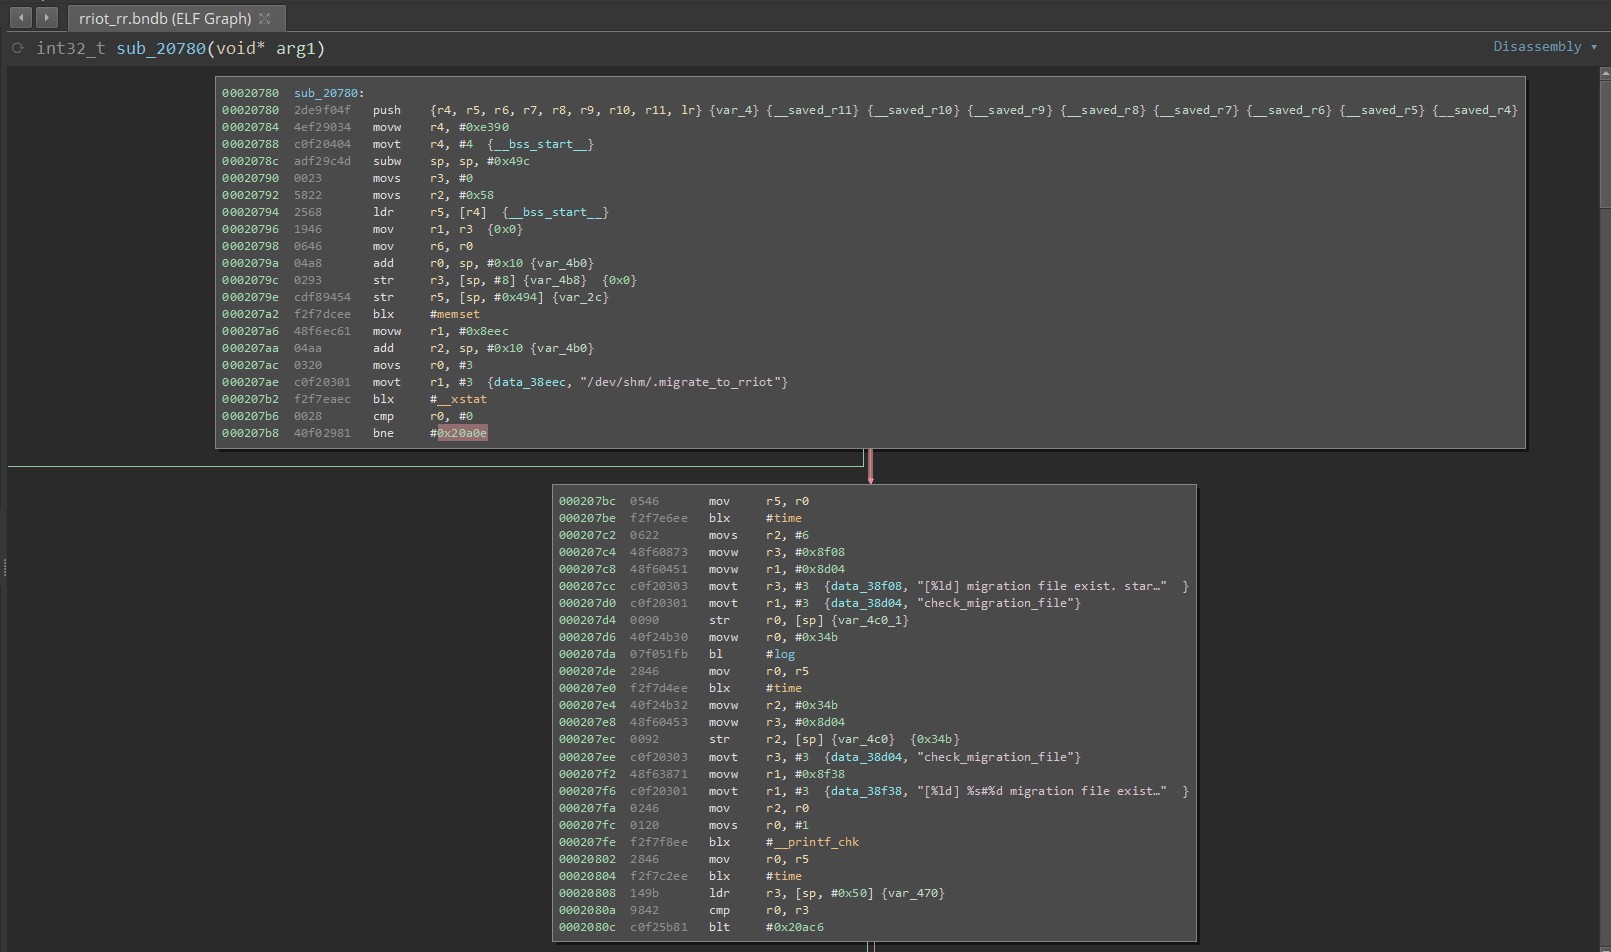 rriot_rr.bndb (ELF Graph)
int32_t sub_20780(void* arg1)
Disassembly
00020780 sub_20780:
00020780 2de9f04f push {r4, r5, r6, r7, r8, r9, r10, r11, lr} {var_4} {__saved_r11} {__saved_r10} {__saved_r9} {__saved_r8} {__saved_r7} {__saved_r6} {__saved_r5} {__saved_r4}
00020784 4ef29034 movw r4, #0xe390
00020788 c0f20404 movt r4, #4 {__bss_start__}
0002078c adf29c4d subw sp, sp, #0x49c
00020790 0023 movs r3, #0
00020792 5822 movs r2, #0x58
00020794 2568 ldr r5, [r4] {__bss_start__}
00020796 1946 mov r1, r3 {0x0}
00020798 0646 mov r6, r0
0002079a 04a8 add r0, sp, #0x10 {var_4b0}
0002079c 0293 str r3, [sp, #8] {var_4b8} {0x0}
0002079e cdf89454 str r5, [sp, #0x494] {var_2c}
000207a2 f2f7dcee blx #memset
000207a6 48f6ec61 movw r1, #0x8eec
000207aa 04aa add r2, sp, #0x10 {var_4b0}
000207ac 0320 movs r0, #3
000207ae c0f20301 movt r1, #3 {data_38eec, "/dev/shm/.migrate_to_rriot"}
000207b2 f2f7eaec blx #__xstat
000207b6 0028 cmp r0, #0
000207b8 40f02981 bne #0x20a0e
000207bc 0546 mov r5, r0
000207be f2f7e6ee blx #time
000207c2 0622 movs r2, #6
000207c4 48f60873 movw r3, #0x8f08
000207c8 48f60451 movw r1, #0x8d04
000207cc c0f20303 movt r3, #3 {data_38f08, "[%ld] migration file exist. star…" }
000207d0 c0f20301 movt r1, #3 {data_38d04, "check_migration_file"}
000207d4 0090 str r0, [sp] {var_4c0_1}
000207d6 40f24b30 movw r0, #0x34b
000207da 07f051fb bl #log
000207de 2846 mov r0, r5
000207e0 f2f7d4ee blx #time
000207e4 40f24b32 movw r2, #0x34b
000207e8 48f60453 movw r3, #0x8d04
000207ec 0092 str r2, [sp] {var_4c0} {0x34b}
000207ee c0f20303 movt r3, #3 {data_38d04, "check_migration_file"}
000207f2 48f63871 movw r1, #0x8f38
000207f6 c0f20301 movt r1, #3 {data_38f38, "[%ld] %s#%d migration file exist…" }
000207fa 0246 mov r2, r0
000207fc 0120 movs r0, #1
000207fe f2f7f8ee blx #__printf_chk
00020802 2846 mov r0, r5
00020804 f2f7c2ee blx #time
00020808 149b ldr r3, [sp, #0x50] {var_470}
0002080a 9842 cmp r0, r3
0002080c c0f25b81 blt #0x20ac6